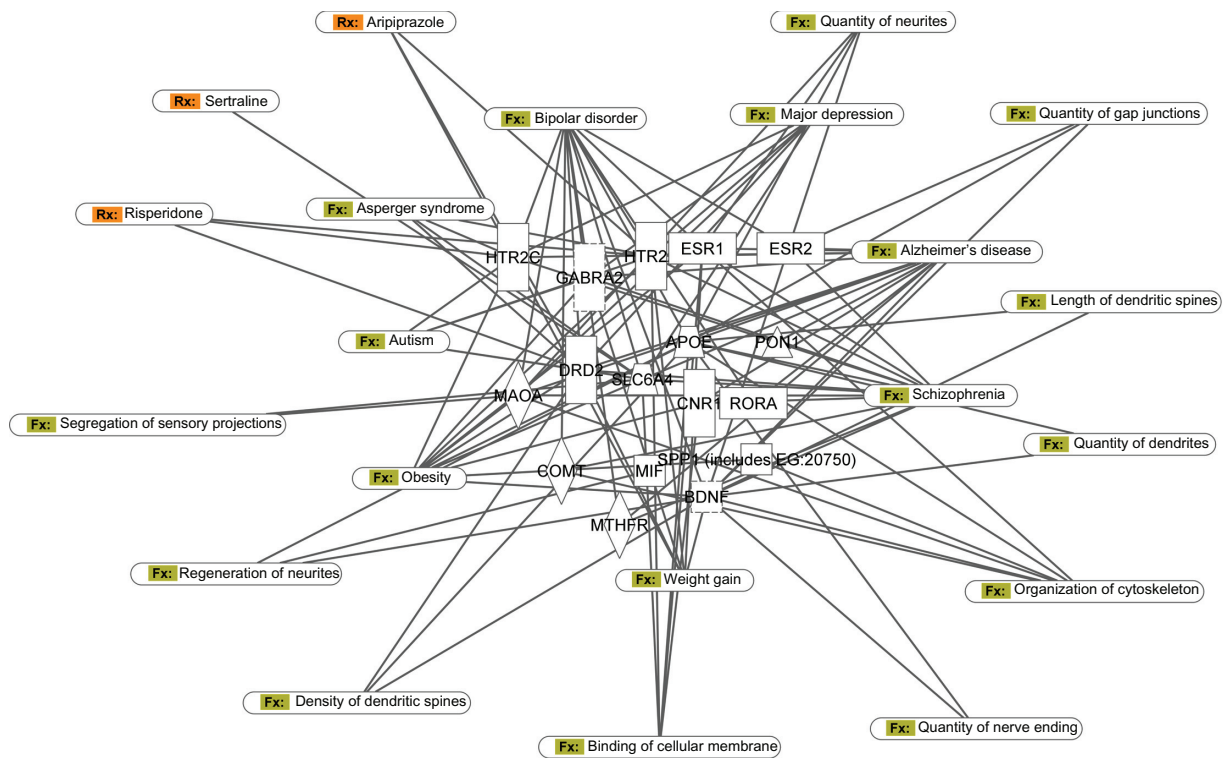 Rx: Aripiprazole
Fx: Quantity of neurites
Rx: Sertraline
Fx: Bipolar disorder
Fx: Major depression
Fx: Quantity of gap junctions
Rx: Risperidone
Fx: Asperger syndrome
HTR2C
GABRA2
HTR2
ESR1
ESR2
Fx: Alzheimer's disease
Fx: Length of dendritic spines
Fx: Autism
APOE
PON1
DRD2
SLC6A4
MAOA
CNR1
RORA
Fx: Schizophrenia
Fx: Segregation of sensory projections
Fx: Quantity of dendrites
Fx: Obesity
COMT
MIF
SPP1 (includes EG:20750)
BDNF
MTHFR
Fx: Regeneration of neurites
Fx: Weight gain
Fx: Organization of cytoskeleton
Fx: Density of dendritic spines
Fx: Quantity of nerve ending
Fx: Binding of cellular membrane